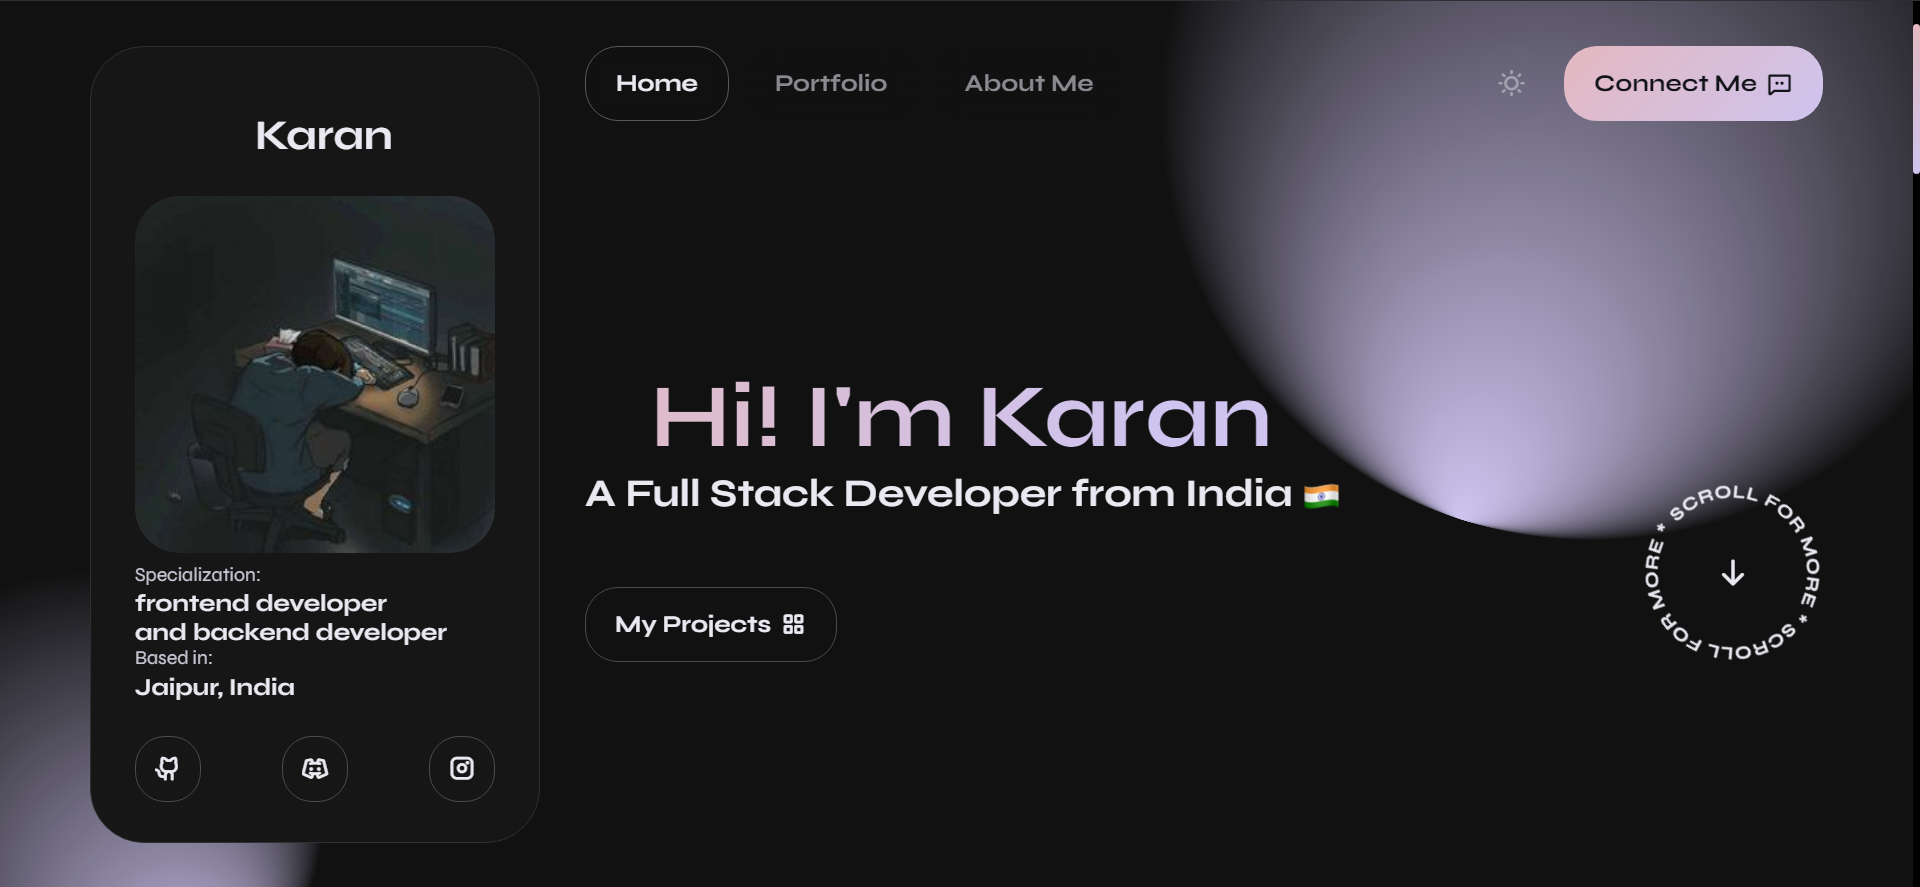 Home
Portfolio
About Me
Connect Me
Karan
Specialization:
frontend developer
and backend developer
Based in:
Jaipur, India
Hi! I'm Karan
A Full Stack Developer from India 🇮🇳
My Projects
SCROLL FOR MORE * SCROLL FOR MORE *